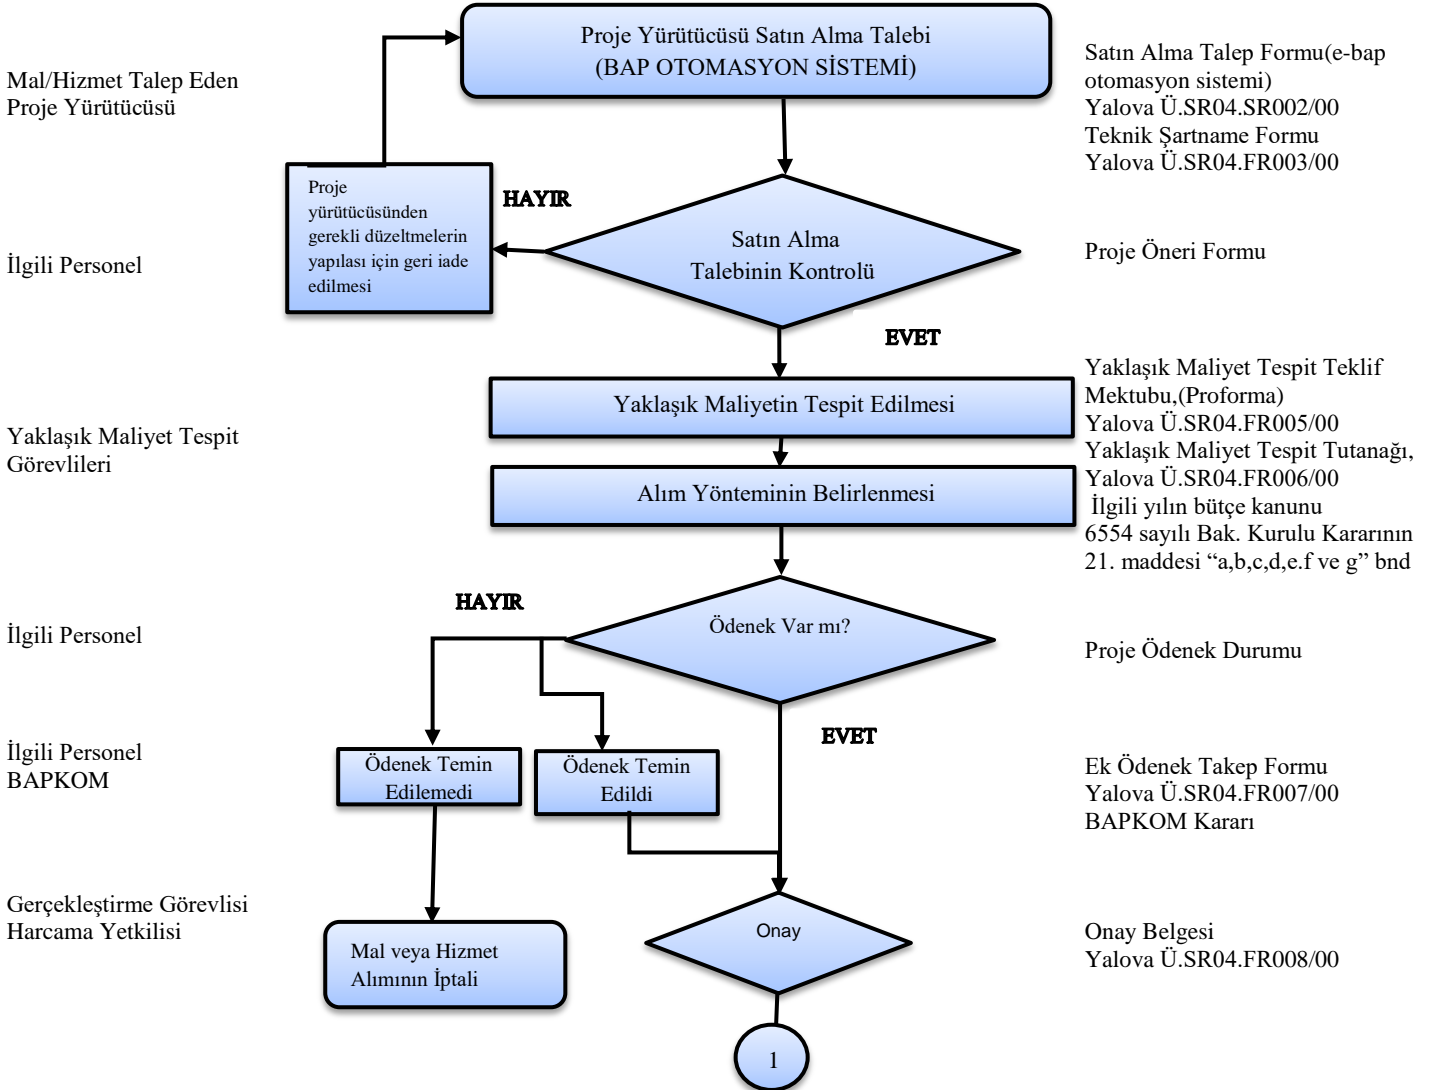 Proje Yürütücüsü Satın Alma Talebi
(BAP OTOMASYON SİSTEMİ)
Mal/Hizmet Talep Eden
Proje Yürütücüsü
Satın Alma Talep Formu(e-bap
otomasyon sistemi)
Yalova Ü.SR04.SR002/00
Teknik Şartname Formu
Yalova Ü.SR04.FR003/00
Proje
yürütücüsünden
gerekli düzeltmelerin
yapılası için geri iade
edilmesi
HAYIR
Satın Alma
Talebinin Kontrolü
İlgili Personel
Proje Öneri Formu
EVET
Yaklaşık Maliyetin Tespit Edilmesi
Yaklaşık Maliyet Tespit
Görevlileri
Alım Yönteminin Belirlenmesi
Yaklaşık Maliyet Tespit Teklif
Mektubu,(Proforma)
Yalova Ü.SR04.FR005/00
Yaklaşık Maliyet Tespit Tutanağı,
Yalova Ü.SR04.FR006/00
İlgili yılın bütçe kanunu
6554 sayılı Bak. Kurulu Kararının
21. maddesi “a,b,c,d,e.f ve g” bnd
HAYIR
Ödenek Var mı?
İlgili Personel
Proje Ödenek Durumu
EVET
İlgili Personel
BAPKOM
Ödenek Temin
Edilemedi
Ödenek Temin
Edildi
Ek Ödenek Takep Formu
Yalova Ü.SR04.FR007/00
BAPKOM Kararı
Gerçekleştirme Görevlisi
Harcama Yetkilisi
Mal veya Hizmet
Alımının İptali
Onay
Onay Belgesi
Yalova Ü.SR04.FR008/00
1